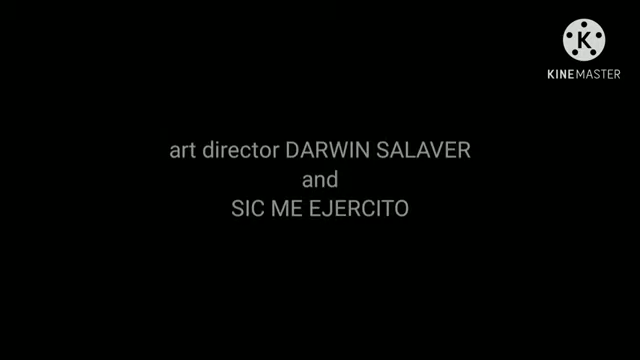 K
KINEMASTER
art director DARWIN SALAVER
and
SIC ME EJERCITO